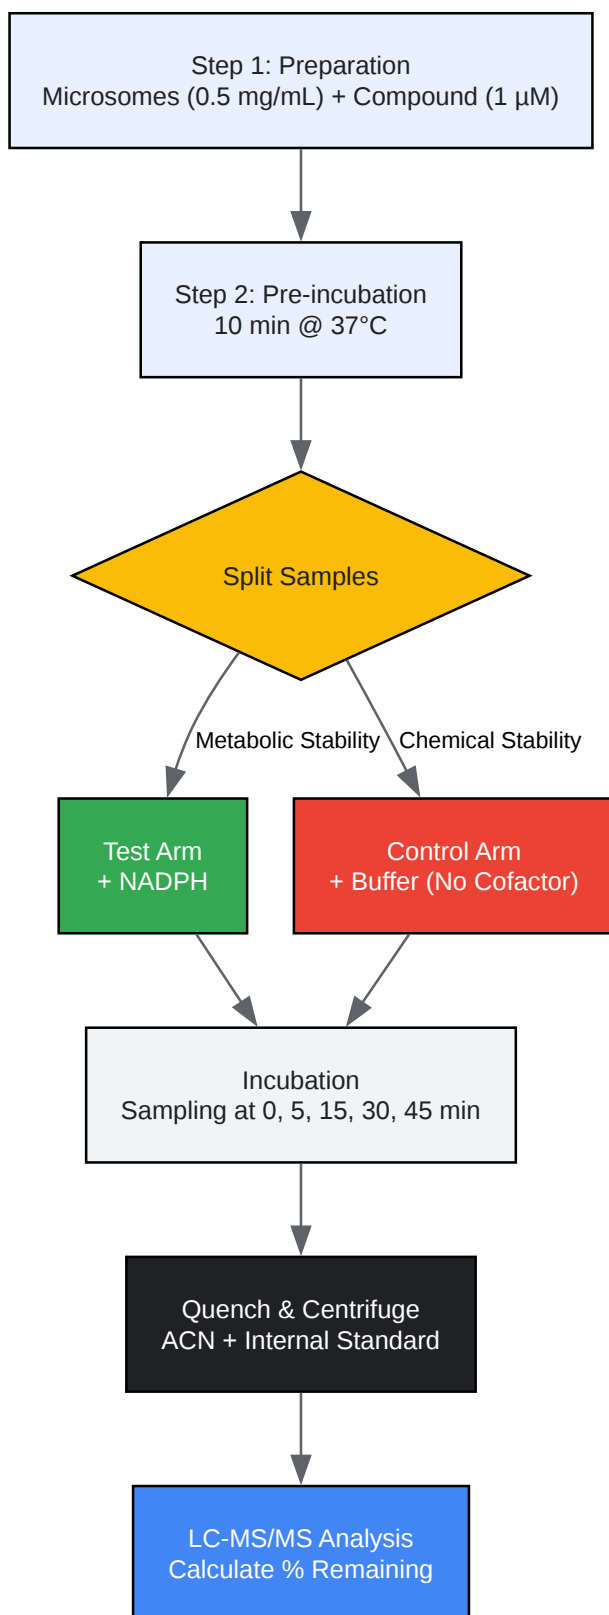 Step 1: Preparation
Microsomes (0.5 mg/mL) + Compound (1 µM)
Step 2: Pre-incubation
10 min @ 37°C
Split Samples
Metabolic Stability
Chemical Stability
Test Arm
+ NADPH
Control Arm
+ Buffer (No Cofactor)
Incubation
Sampling at 0, 5, 15, 30, 45 min
Quench & Centrifuge
ACN + Internal Standard
LC-MS/MS Analysis
Calculate % Remaining